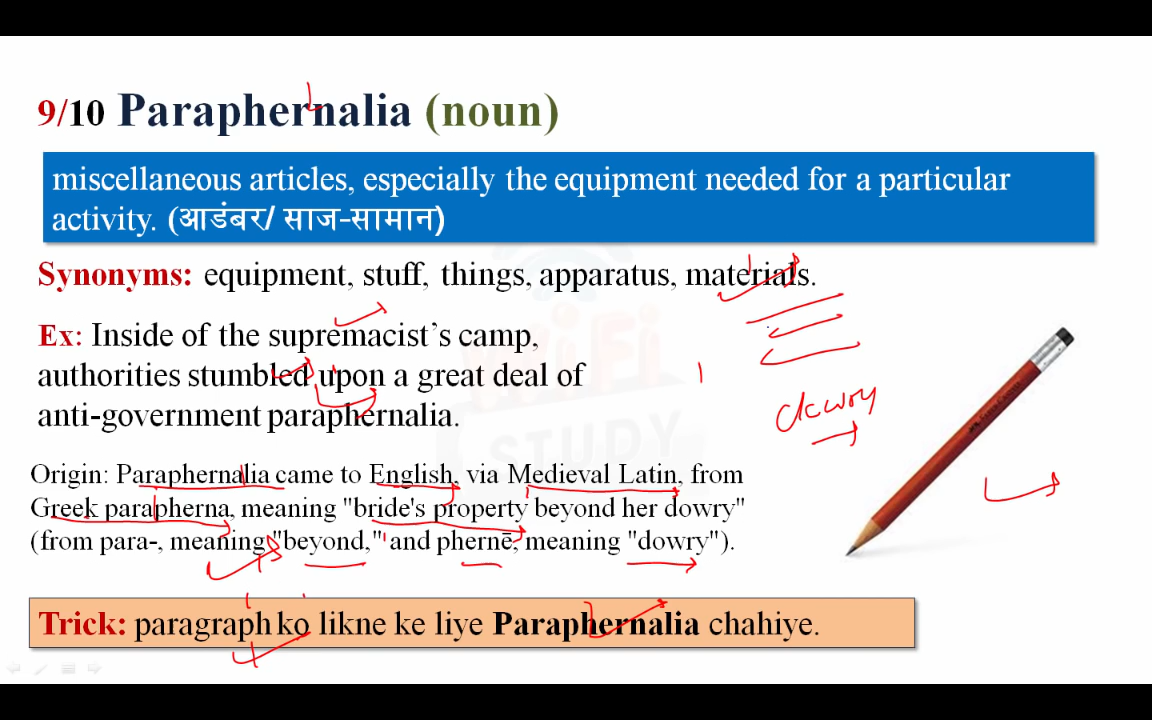 9/10 Paraphernalia (noun)
miscellaneous articles, especially the equipment needed for a particular
activity. (आडंबर/ साज-सामान)
Synonyms: equipment, stuff, things, apparatus, materials.
Ex: Inside of the supremacist's camp,
authorities stumbled upon a great deal of
anti-government paraphernalia.
dowry
WiFi
STUDY
Origin: Paraphernalia came to English, via Medieval Latin, from
Greek parapherna, meaning "bride's property beyond her dowry"
(from para-, meaning "beyond," and phernē, meaning "dowry").
Trick: paragraph ko likne ke liye Paraphernalia chahiye.